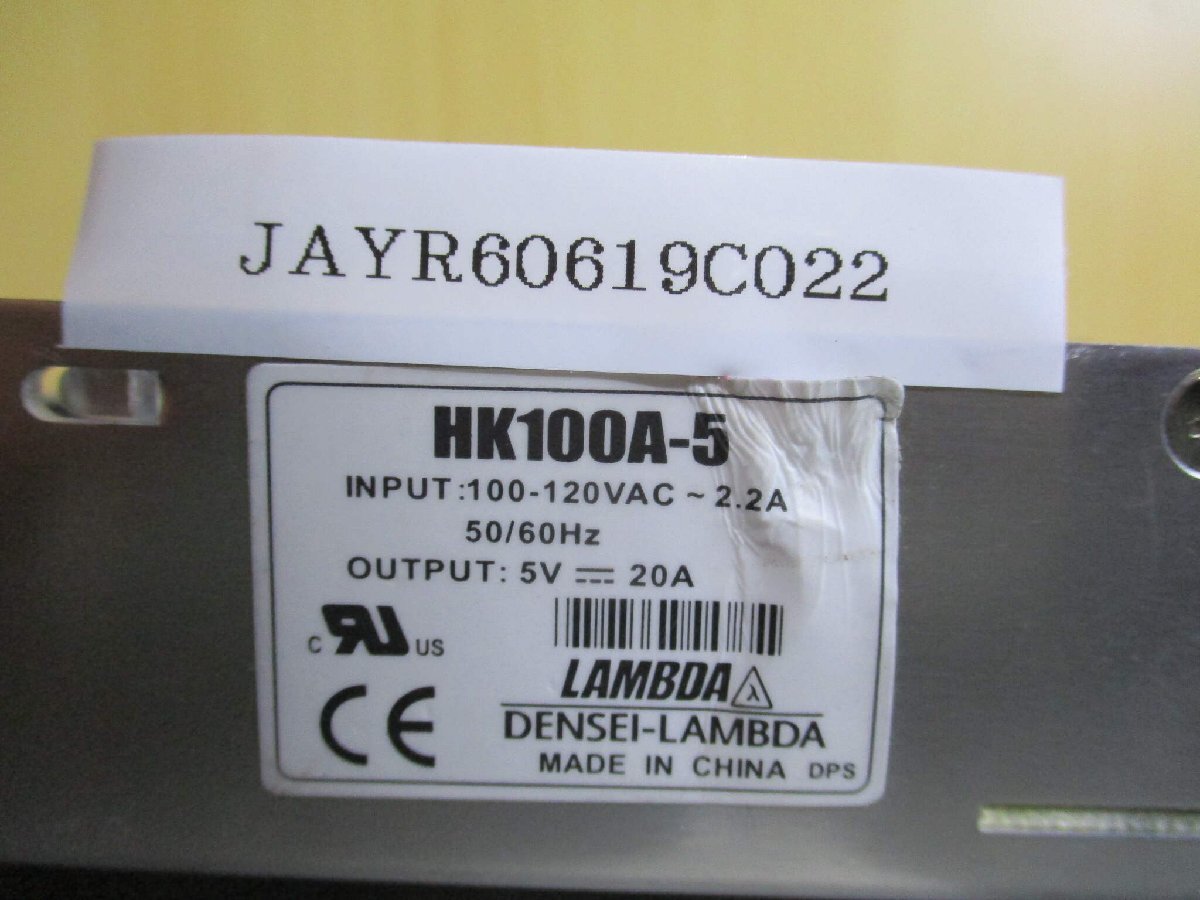 JAYR60619C022
HK100A-5
INPUT:100-120VAC ~ 2.2A
50/60Hz
OUTPUT: 5V ⎓ 20A
C RU US
LAMBDA λ
CE
DENSEI-LAMBDA
MADE IN CHINA DPS